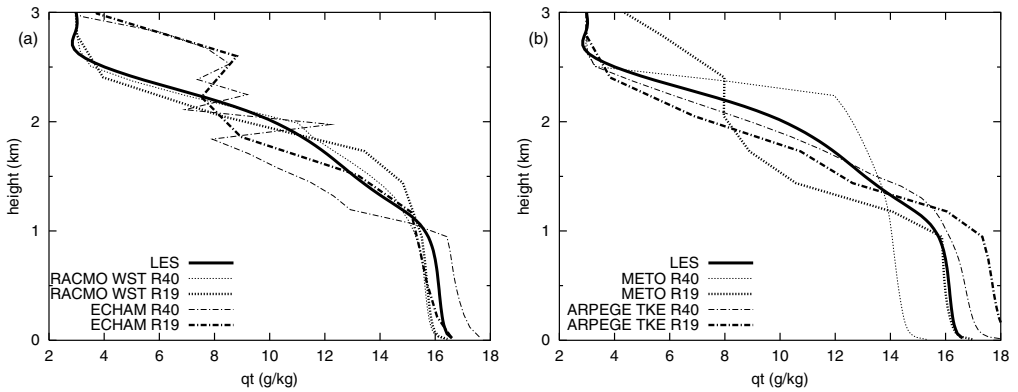 (a)
3
2
1
0
height (km)
LES
RACMO WST R40
RACMO WST R19
ECHAM R40
ECHAM R19
2 4 6 8 10 12 14 16 18
qt (g/kg)
(b)
3
2
1
0
height (km)
LES
METO R40
METO R19
ARPEGE TKE R40
ARPEGE TKE R19
2 4 6 8 10 12 14 16 18
qt (g/kg)